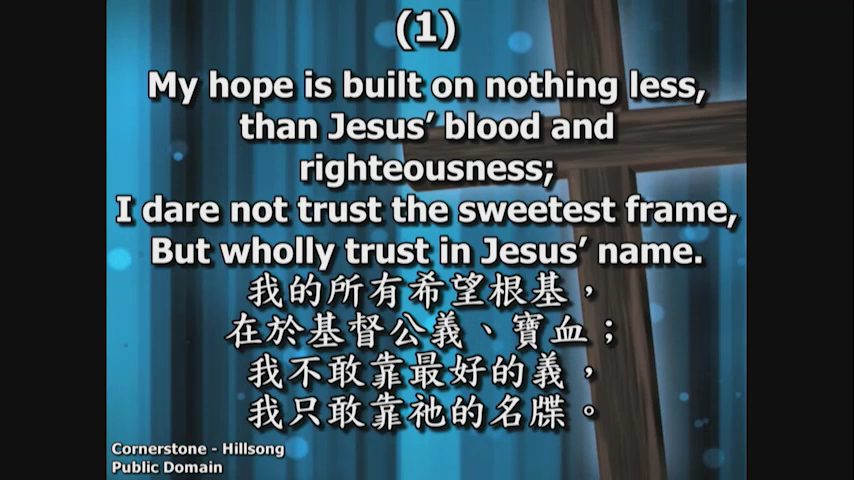 (1)
My hope is built on nothing less,
than Jesus’ blood and
righteousness;
I dare not trust the sweetest frame,
But wholly trust in Jesus’ name.
我的所有希望根基，
在於基督公義、寶血；
我不敢靠最好的義，
我只敢靠祂的名牒。
Cornerstone - Hillsong
Public Domain